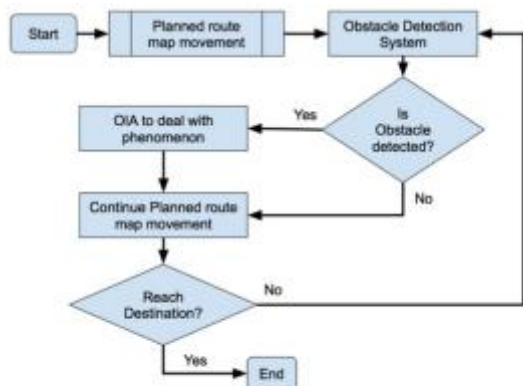 Start
Planned route
map movement
Obstacle Detection
System
Is
Obstacle
detected?
Yes
No
OIA to deal with
phenomenon
Continue Planned route
map movement
Reach
Destination?
No
Yes
End